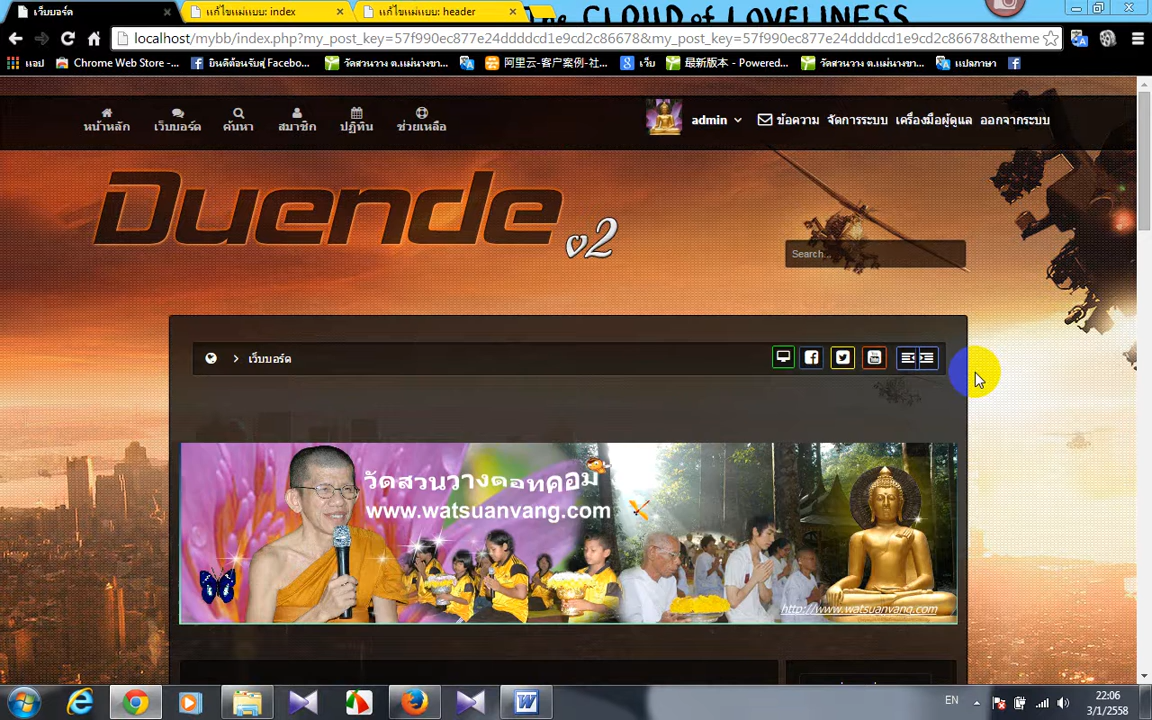 The CLOUD of LOVELINESS
เว็บบอร์ด
แก้ไขแม่แบบ: index
แก้ไขแม่แบบ: header
localhost/mybb/index.php?my_post_key=57f990ec877e24ddddcd1e9cd2c86678&my_post_key=57f990ec877e24ddddcd1e9cd2c86678&theme
แอป
Chrome Web Store -...
ยินดีต้อนรับสู่ Facebo...
วัดสวนวาง ต.แม่นางขา...
阿里云-客户案例-社...
เว็บ
最新版本 - Powered...
วัดสวนวาง ต.แม่นางขา...
แปลภาษา
หน้าหลัก
เว็บบอร์ด
ค้นหา
สมาชิก
ปฏิทิน
ช่วยเหลือ
admin
ข้อความ
จัดการระบบ
เครื่องมือผู้ดูแล
ออกจากระบบ
Duende v2
Search...
เว็บบอร์ด
วัดสวนวางดอทคอม
www.watsuanvang.com
http://www.watsuanvang.com
EN
22:06
3/1/2558